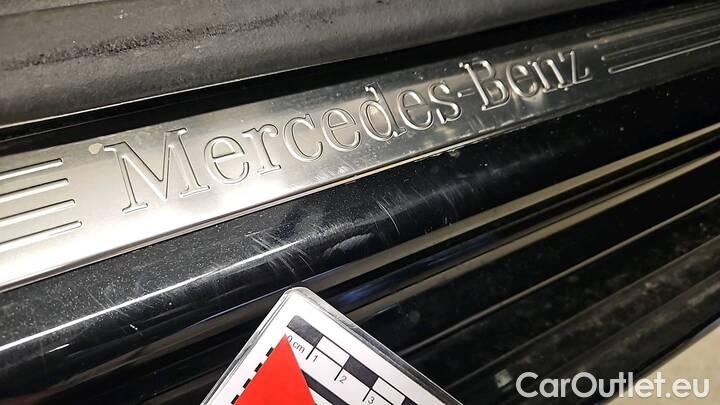 Mercedes-Benz
0 cm 1 2 3
CarOutlet.eu